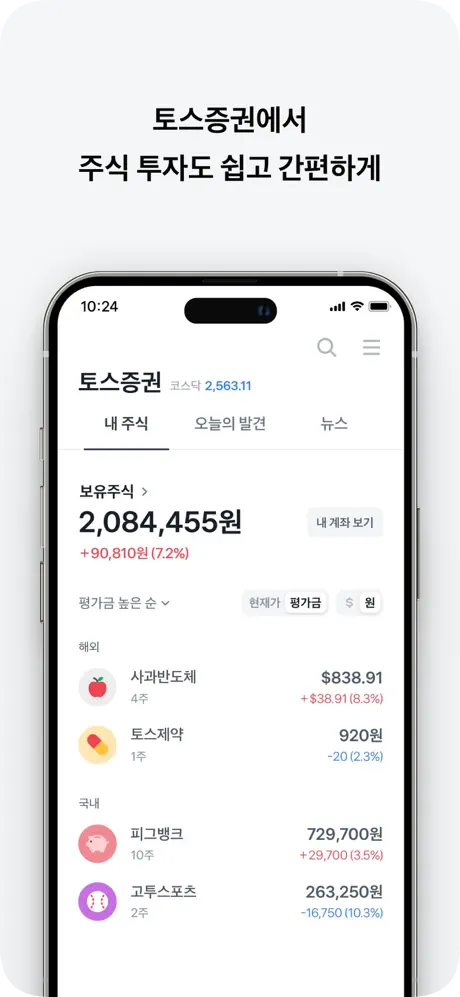 토스증권에서
주식 투자도 쉽고 간편하게
10:24
토스증권 코스닥 2,563.11
내 주식 오늘의 발견 뉴스
보유주식 >
2,084,455원 내 계좌 보기
+90,810원 (7.2%)
평가금 높은 순 현재가 평가금 $ 원
해외
사과반도체 $838.91
4주 +$38.91 (8.3%)
토스제약 920원
1주 -20 (2.3%)
국내
피그뱅크 729,700원
10주 +29,700 (3.5%)
고투스포츠 263,250원
2주 -16,750 (10.3%)